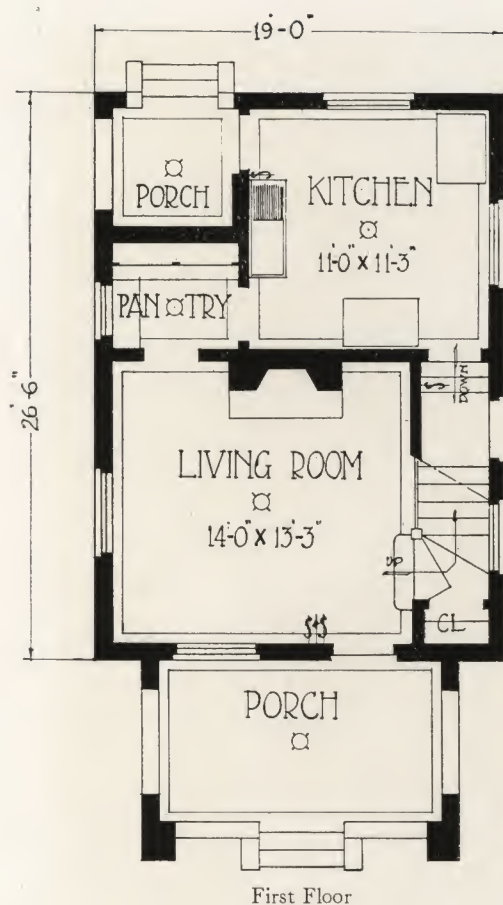 19'-0"
PORCH
S
KITCHEN
11'-0" X 11'-3"
PANTRY
26'-6"
DOWN
S
LIVING ROOM
14'-0" X 13'-3"
UP
CL
S+S
PORCH
First Floor